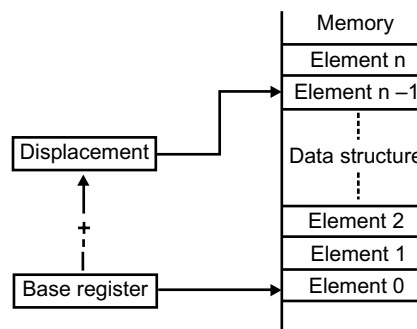 Memory
Element n
Element n –1
Displacement
Data structure
+
Element 2
Element 1
Base register
Element 0